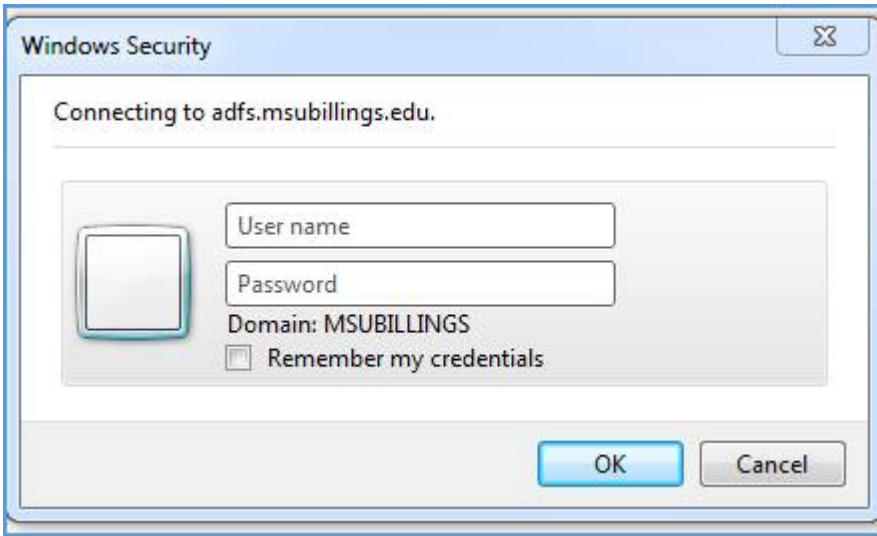 Windows Security
Connecting to adfs.msubillings.edu.
User name
Password
Domain: MSUBILLINGS
Remember my credentials
OK
Cancel